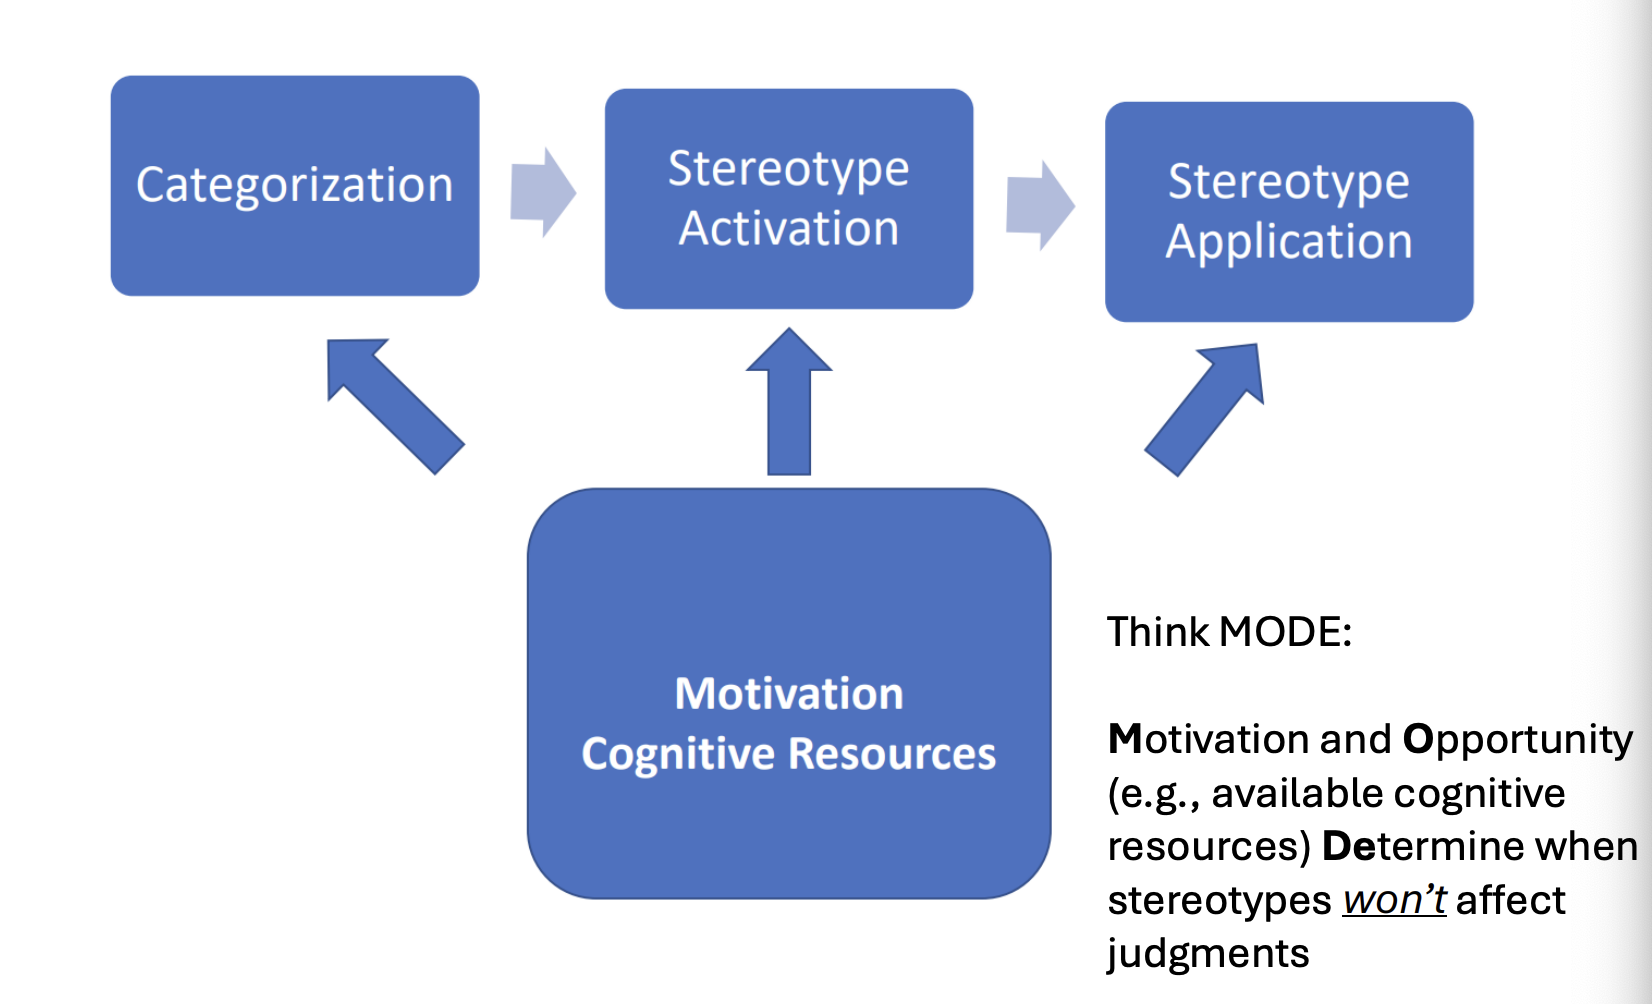 Categorization
Stereotype
Activation
Stereotype
Application
Motivation
Cognitive Resources
Think MODE:
Motivation and Opportunity
(e.g., available cognitive
resources) Determine when
stereotypes won’t affect
judgments